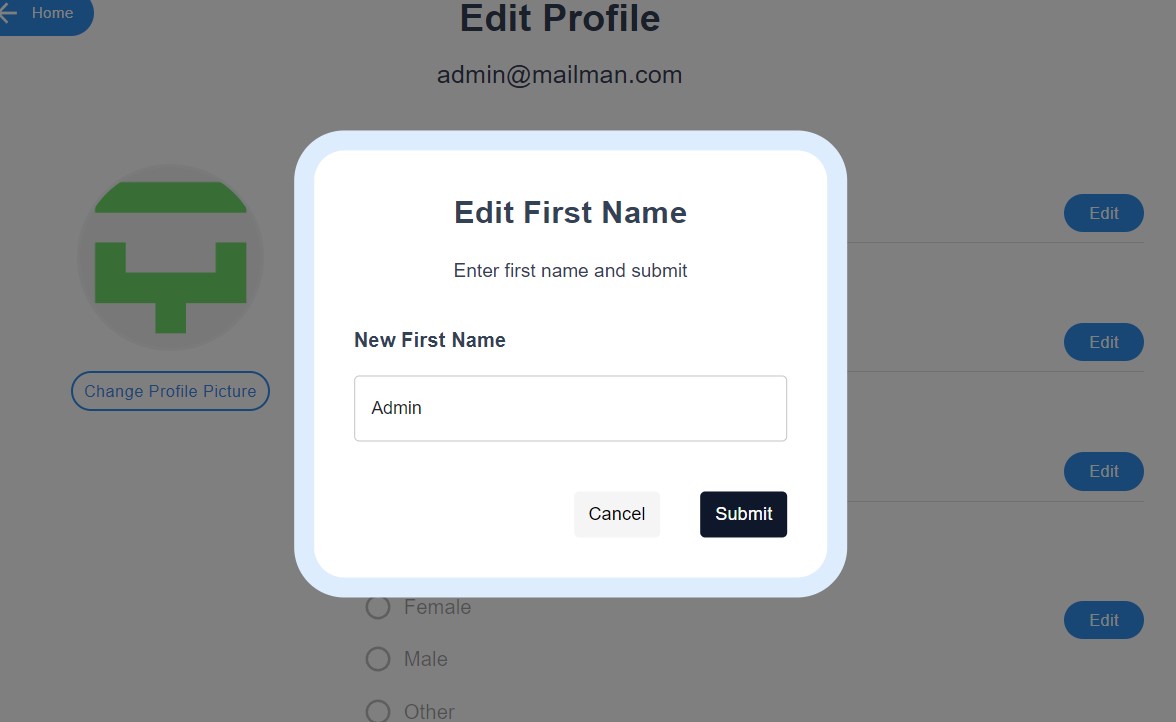 Home
Edit Profile
admin@mailman.com
Edit First Name
Edit
Enter first name and submit
New First Name
Edit
Change Profile Picture
Admin
Edit
Cancel
Submit
Female
Edit
Male
Other